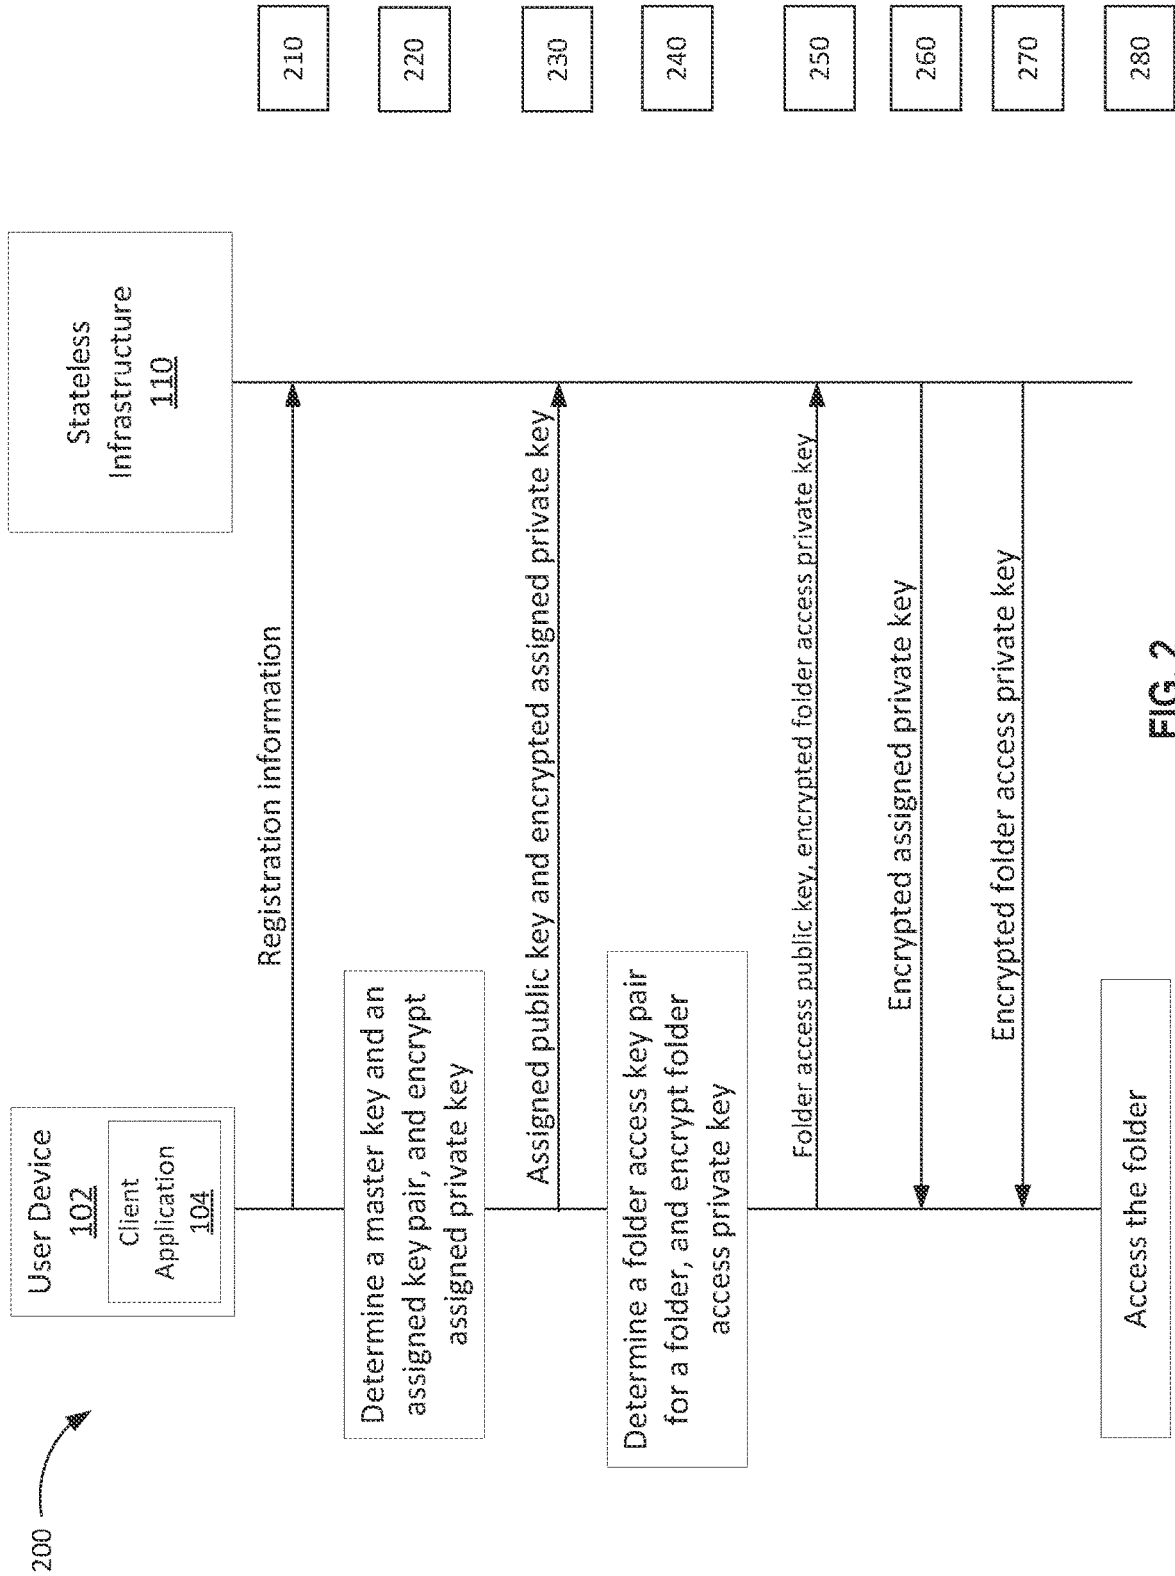 200
User Device
102
Client
Application
104
Stateless
Infrastructure
110
Registration information
210
Determine a master key and an
assigned key pair, and encrypt
assigned private key
220
Assigned public key and encrypted assigned private key
230
Determine a folder access key pair
for a folder, and encrypt folder
access private key
240
Folder access public key, encrypted folder access private key
250
Encrypted assigned private key
260
Encrypted folder access private key
270
Access the folder
280
FIG. 2